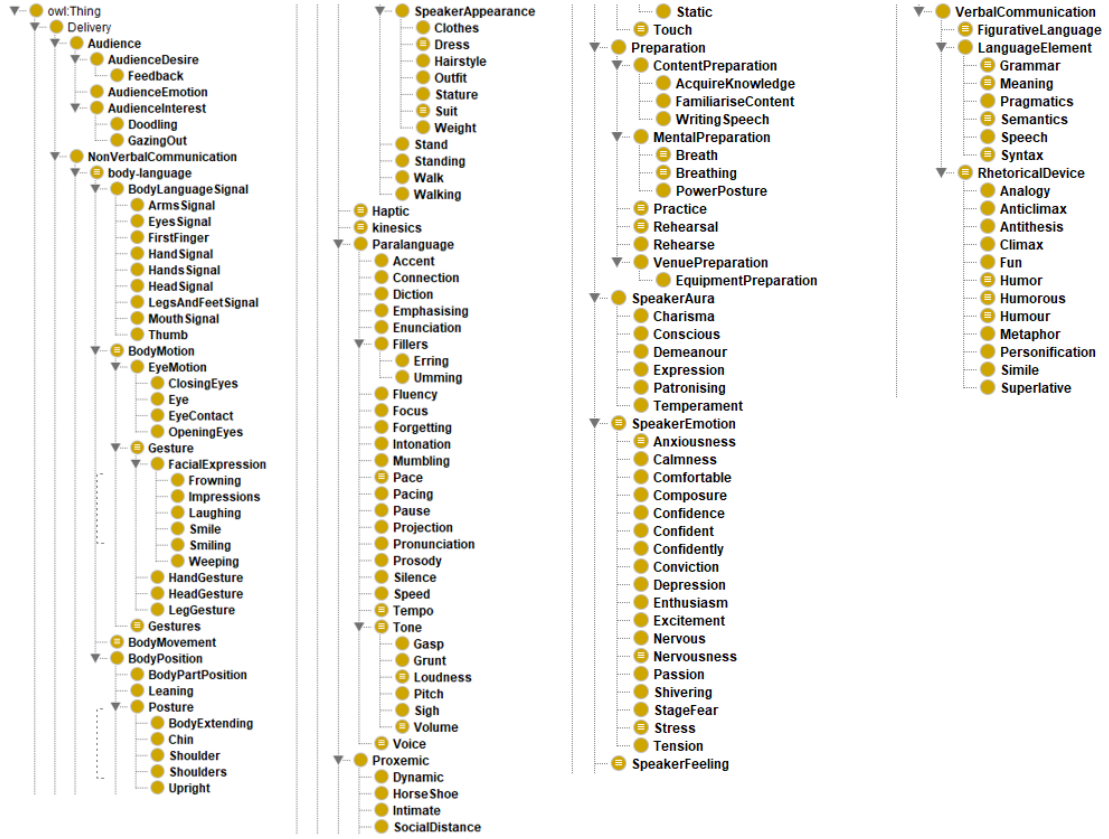 owl:Thing
Delivery
Audience
AudienceDesire
Feedback
AudienceEmotion
AudienceInterest
Doodling
GazingOut
NonVerbalCommunication
body-language
BodyLanguageSignal
ArmsSignal
EyesSignal
FirstFinger
HandSignal
HandsSignal
HeadSignal
LegsAndFeetSignal
MouthSignal
Thumb
BodyMotion
EyeMotion
ClosingEyes
Eye
EyeContact
OpeningEyes
Gesture
FacialExpression
Frowning
Impressions
Laughing
Smile
Smiling
Weeping
HandGesture
HeadGesture
LegGesture
Gestures
BodyMovement
BodyPosition
BodyPartPosition
Leaning
Posture
BodyExtending
Chin
Shoulder
Shoulders
Upright
SpeakerAppearance
Clothes
Dress
Hairstyle
Outfit
Stature
Suit
Weight
Stand
Standing
Walk
Walking
Haptic
kinesics
Paralanguage
Accent
Connection
Diction
Emphasising
Enunciation
Fillers
Erring
Umming
Fluency
Focus
Forgetting
Intonation
Mumbling
Pace
Pacing
Pause
Projection
Pronunciation
Prosody
Silence
Speed
Tempo
Tone
Gasp
Grunt
Loudness
Pitch
Sigh
Volume
Voice
Proxemic
Dynamic
HorseShoe
Intimate
SocialDistance
Static
Touch
Preparation
ContentPreparation
AcquireKnowledge
FamiliariseContent
WritingSpeech
MentalPreparation
Breath
Breathing
PowerPosture
Practice
Rehearsal
Rehearse
VenuePreparation
EquipmentPreparation
SpeakerAura
Charisma
Conscious
Demeanour
Expression
Patronising
Temperament
SpeakerEmotion
Anxiousness
Calmness
Comfortable
Composure
Confidence
Confident
Confidently
Conviction
Depression
Enthusiasm
Excitement
Nervous
Nervousness
Passion
Shivering
StageFear
Stress
Tension
SpeakerFeeling
VerbalCommunication
FigurativeLanguage
LanguageElement
Grammar
Meaning
Pragmatics
Semantics
Speech
Syntax
RhetoricalDevice
Analogy
Anticlimax
Antithesis
Climax
Fun
Humor
Humorous
Humour
Metaphor
Personification
Simile
Superlative